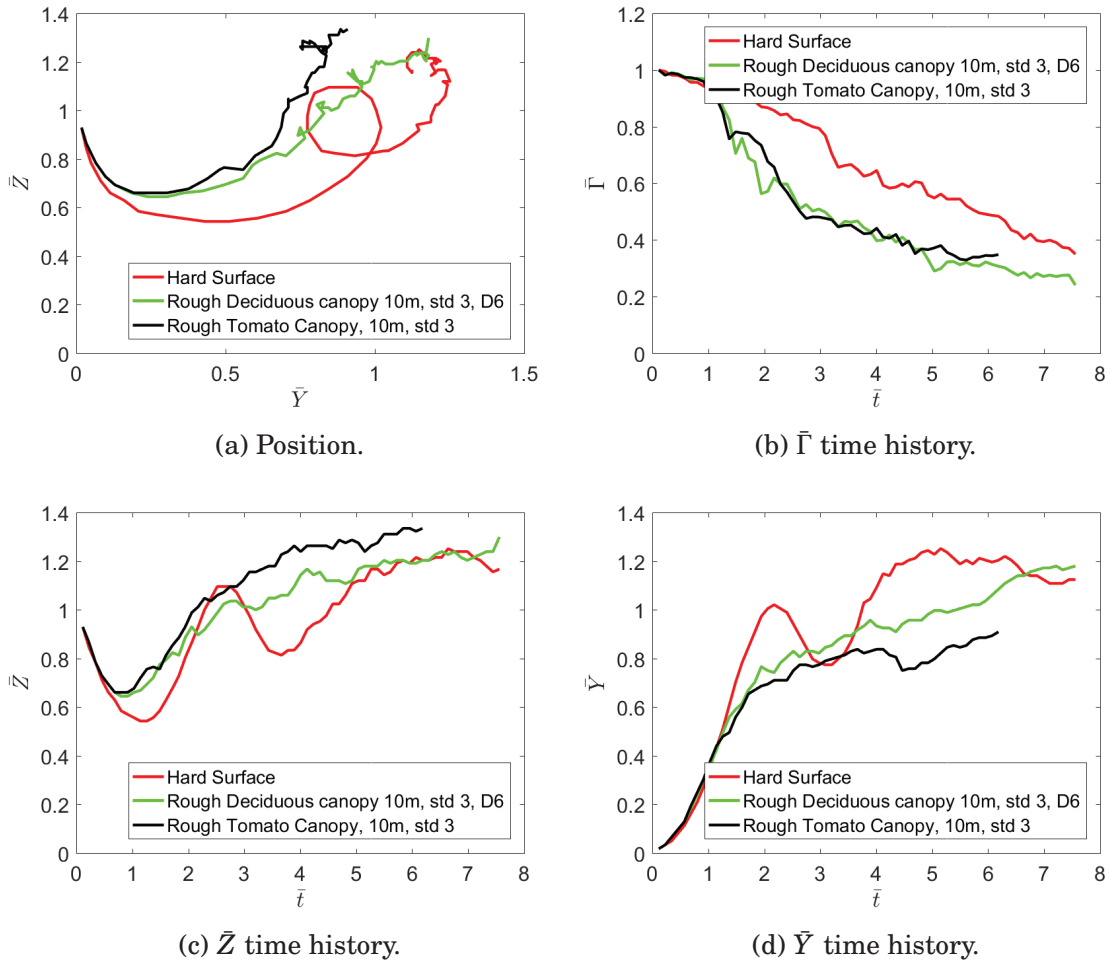 1.4
1.2
1
0.8
0.6
0.4
0.2
0
Z̄
Hard Surface
Rough Deciduous canopy 10m, std 3, D6
Rough Tomato Canopy, 10m, std 3
0 0.5 1 1.5
Ȳ
(a) Position.
1.2
1
0.8
0.6
0.4
0.2
0
Γ̄
Hard Surface
Rough Deciduous canopy 10m, std 3, D6
Rough Tomato Canopy, 10m, std 3
0 1 2 3 4 5 6 7 8
t̄
(b) Γ̄ time history.
1.4
1.2
1
0.8
0.6
0.4
0.2
0
Z̄
Hard Surface
Rough Deciduous canopy 10m, std 3, D6
Rough Tomato Canopy, 10m, std 3
0 1 2 3 4 5 6 7 8
t̄
(c) Z̄ time history.
1.4
1.2
1
0.8
0.6
0.4
0.2
0
Ȳ
Hard Surface
Rough Deciduous canopy 10m, std 3, D6
Rough Tomato Canopy, 10m, std 3
0 1 2 3 4 5 6 7 8
t̄
(d) Ȳ time history.